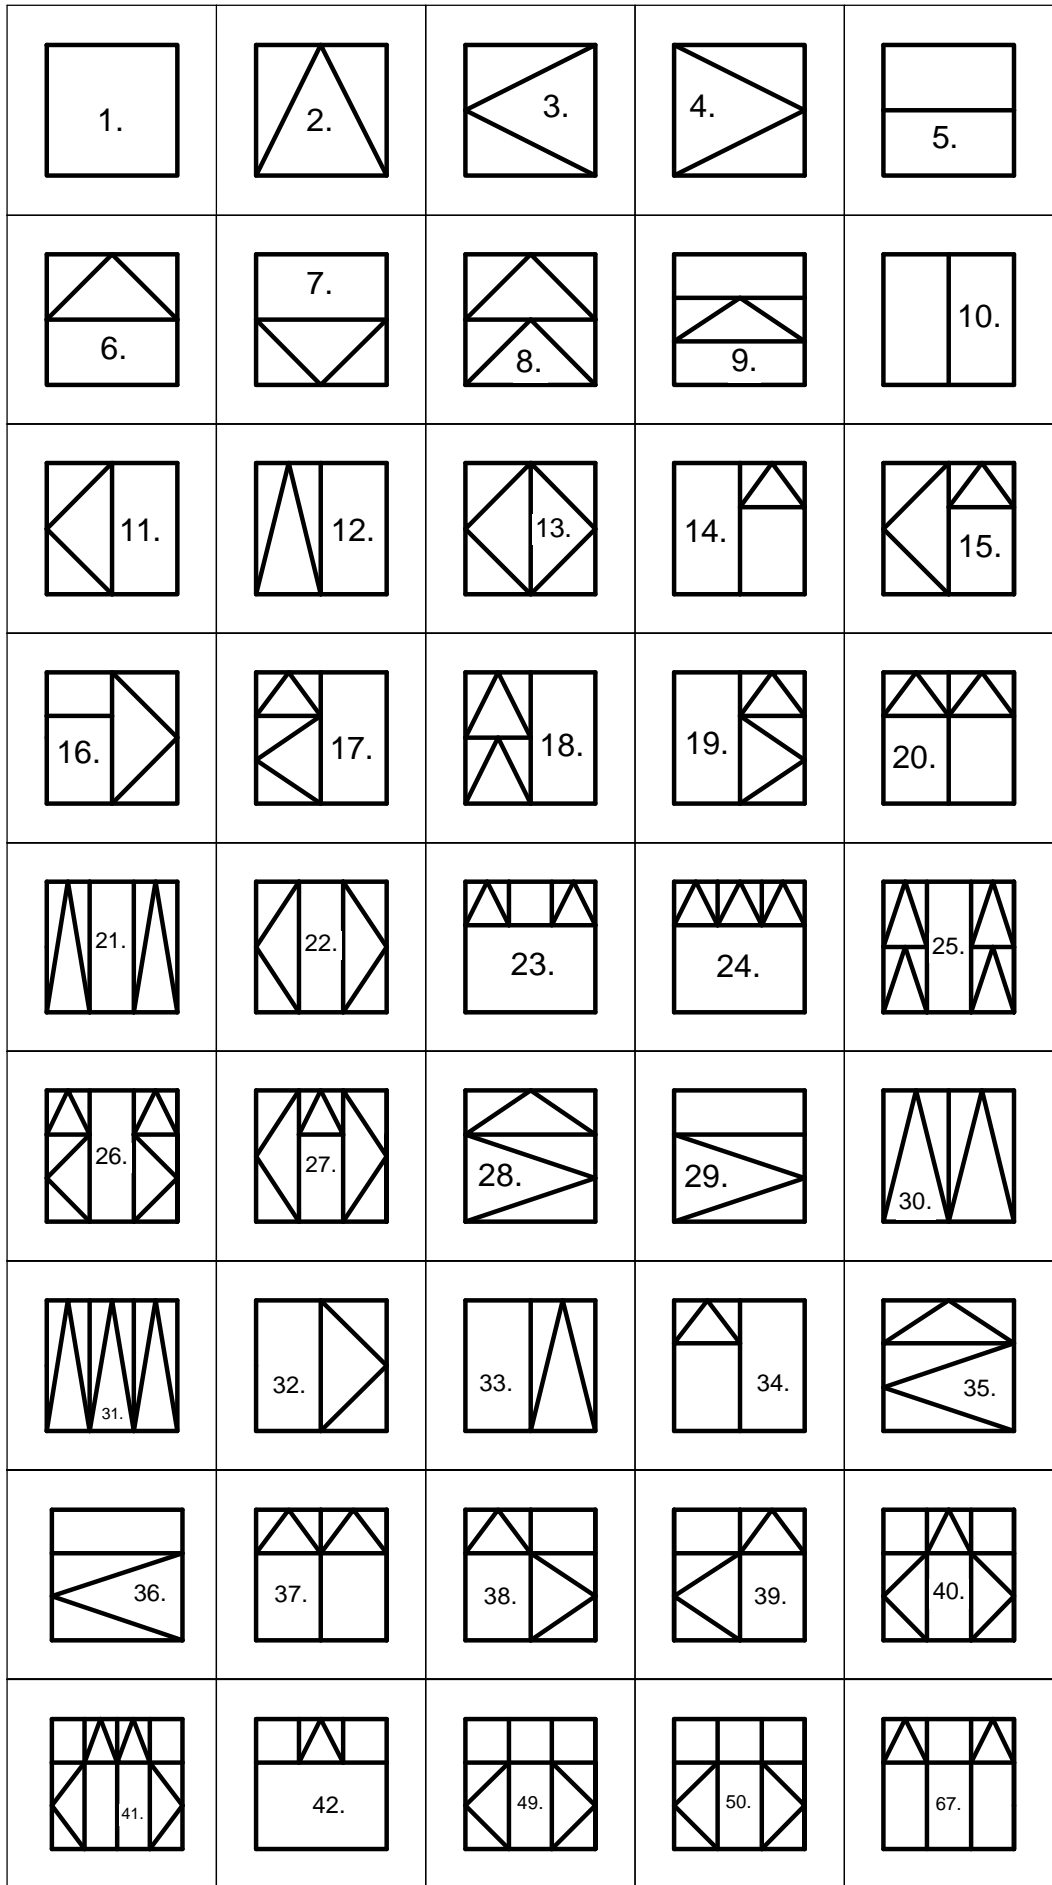 1. 2. 3. 4. 5.
6. 7. 8. 9. 10.
11. 12. 13. 14. 15.
16. 17. 18. 19. 20.
21. 22. 23. 24. 25.
26. 27. 28. 29. 30.
31. 32. 33. 34. 35.
36. 37. 38. 39. 40.
41. 42. 49. 50. 67.